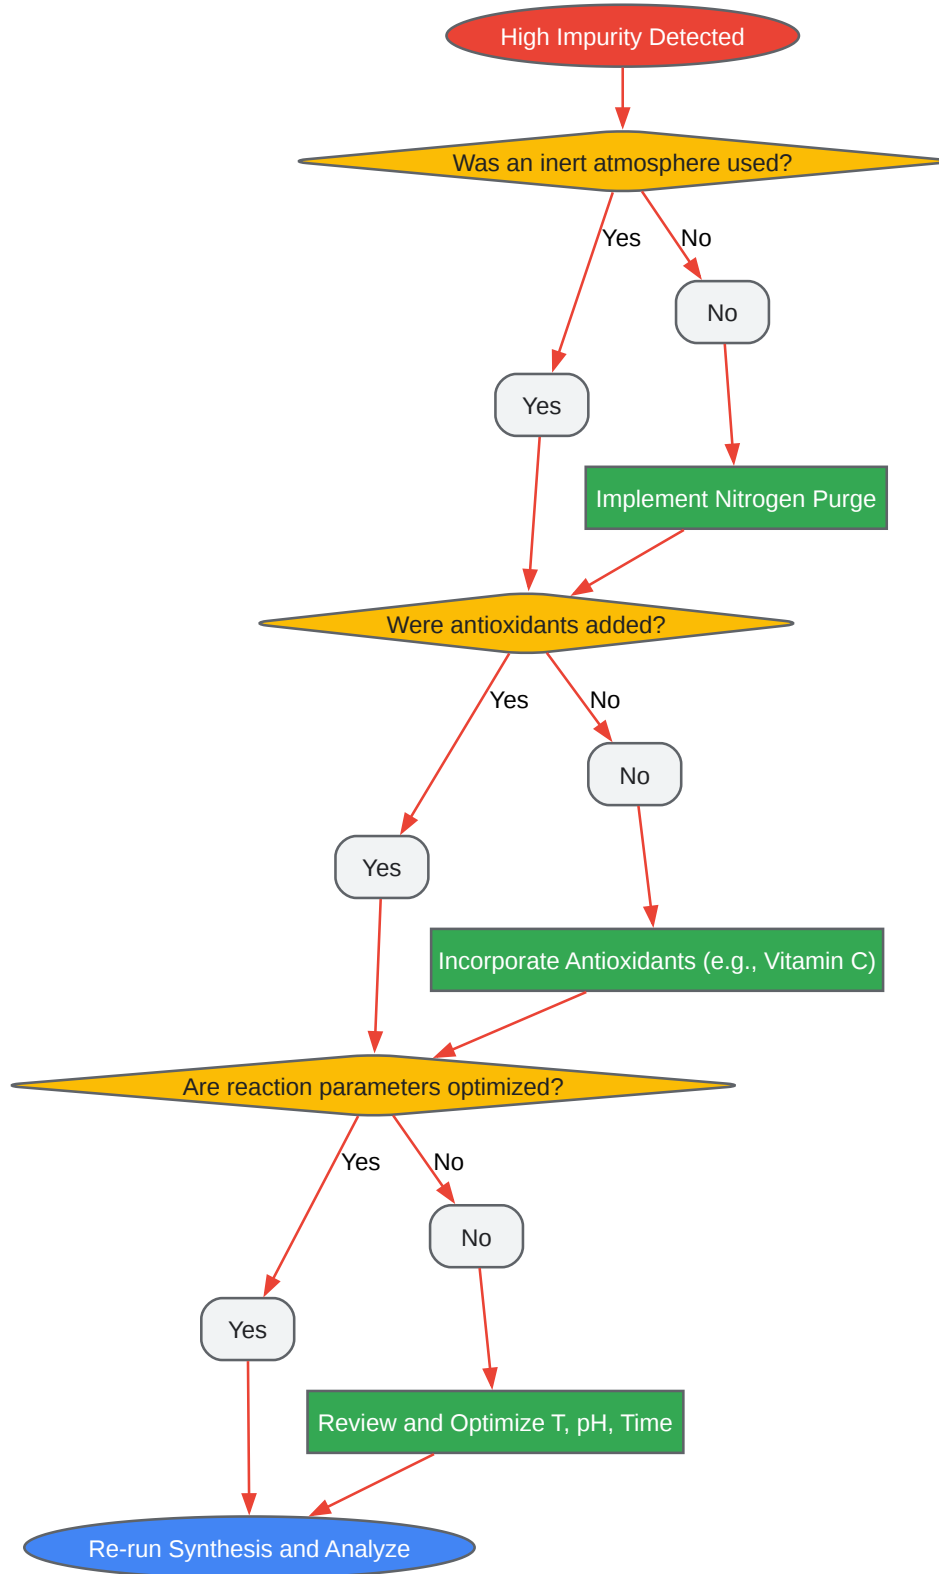 High Impurity Detected
Was an inert atmosphere used?
Yes
No
No
Yes
Implement Nitrogen Purge
Were antioxidants added?
Yes
No
No
Yes
Incorporate Antioxidants (e.g., Vitamin C)
Are reaction parameters optimized?
Yes
No
No
Yes
Review and Optimize T, pH, Time
Re-run Synthesis and Analyze